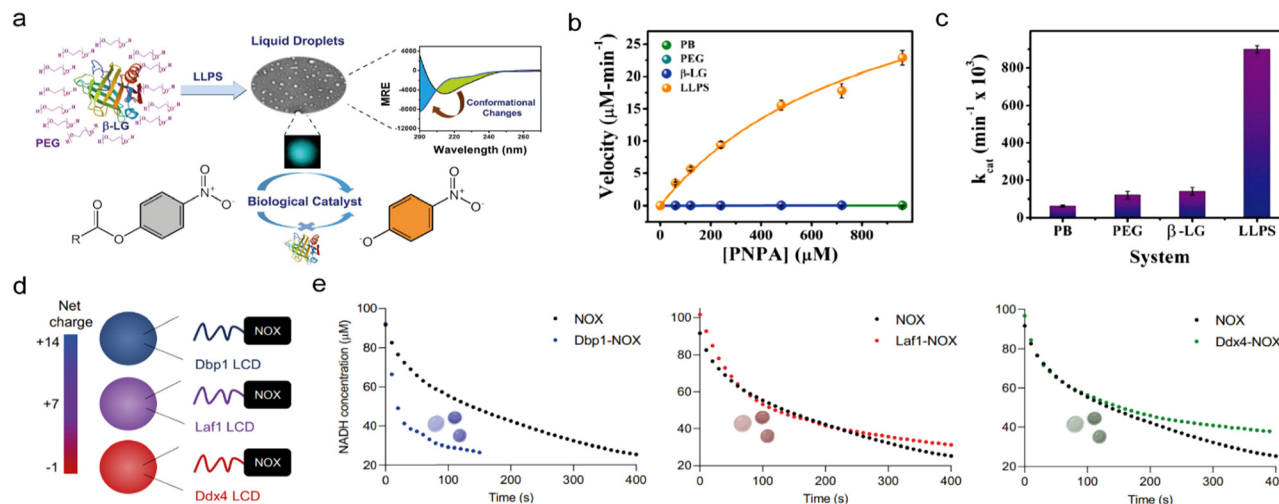 a
Liquid Droplets
LLPS
β-LG
PEG
MRE
4000
0
-4000
-8000
-12000
Conformational
Changes
200
220
240
260
Wavelength (nm)
Biological Catalyst
R
O
O
O
N+
O-
-O
O
N+
O-
b
Velocity (μM-min-1)
25
20
15
10
5
0
PB
PEG
β-LG
LLPS
0
200
400
600
800
1000
[PNPA] (μM)
c
kcat (min-1 x 103)
800
600
400
200
0
PB
PEG
β-LG
LLPS
System
d
Net
charge
+14
+7
-1
NOX
Dbp1 LCD
NOX
Laf1 LCD
NOX
Ddx4 LCD
e
NADH concentration (μM)
100
80
60
40
20
NOX
Dbp1-NOX
0
100
200
300
400
Time (s)
100
80
60
40
20
NOX
Laf1-NOX
0
100
200
300
400
Time (s)
100
80
60
40
20
NOX
Ddx4-NOX
0
100
200
300
400
Time (s)